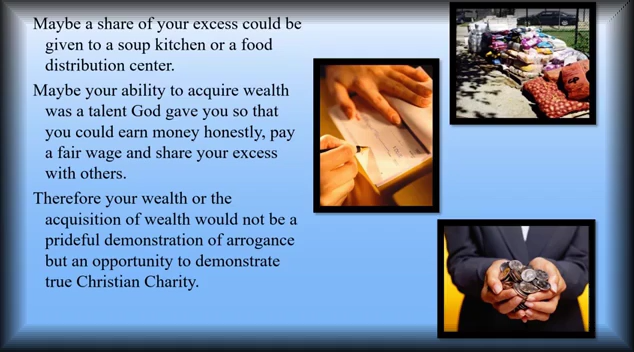 Maybe a share of your excess could be
given to a soup kitchen or a food
distribution center.
Maybe your ability to acquire wealth
was a talent God gave you so that
you could earn money honestly, pay
a fair wage and share your excess
with others.
Therefore your wealth or the
acquisition of wealth would not be a
prideful demonstration of arrogance
but an opportunity to demonstrate
true Christian Charity.